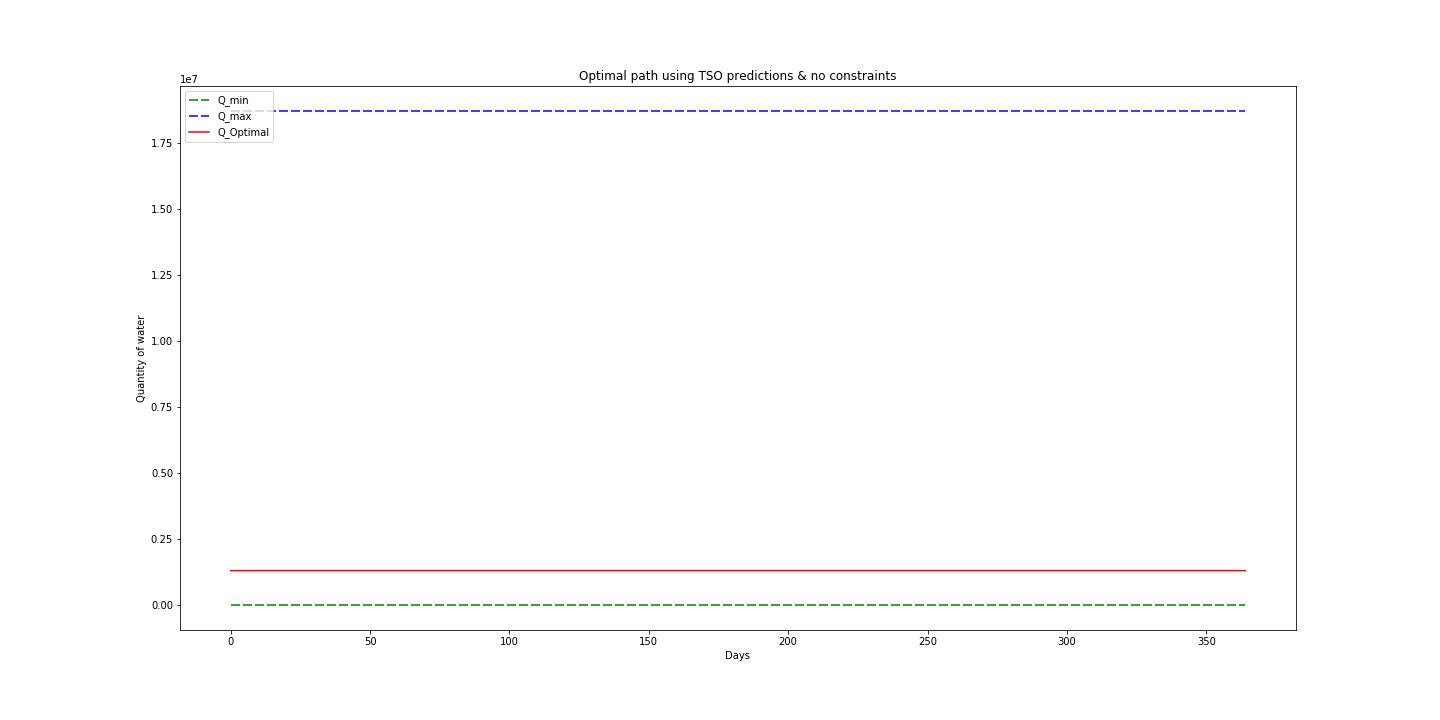 Optimal path using TSO predictions & no constraints
1e7
Q_min
Q_max
Q_Optimal
1.75
1.50
1.25
1.00
0.75
0.50
0.25
0.00
Quantity of water
0 50 100 150 200 250 300 350
Days